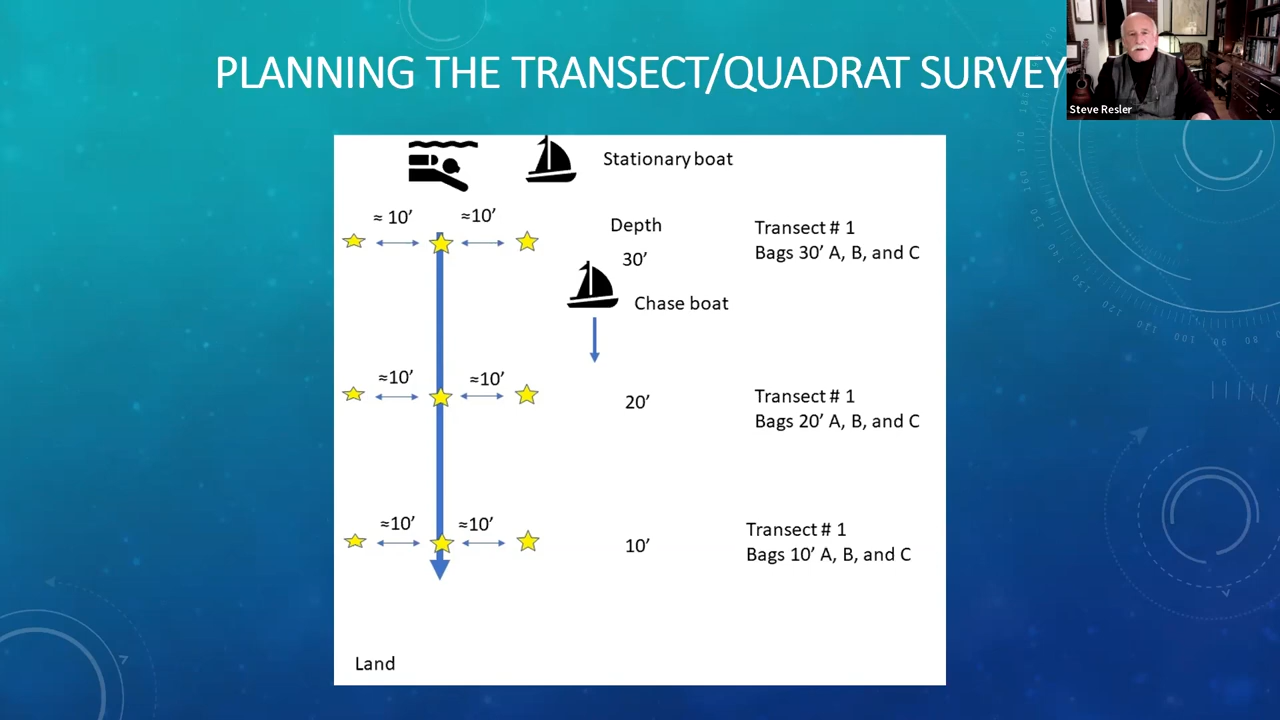 PLANNING THE TRANSECT/QUADRAT SURVEY
Steve Resler
Stationary boat
≈ 10’
≈10’
Depth
30’
Transect # 1
Bags 30’ A, B, and C
Chase boat
≈10’
≈10’
20’
Transect # 1
Bags 20’ A, B, and C
≈10’
≈10’
10’
Transect # 1
Bags 10’ A, B, and C
Land